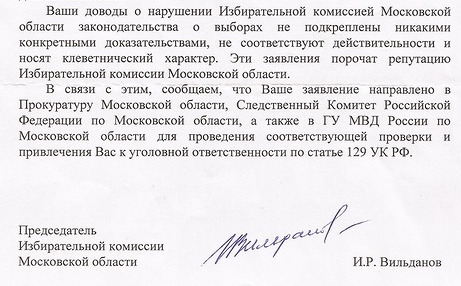 Ваши доводы о нарушении Избирательной комиссией Московской
области законодательства о выборах не подкреплены никакими
конкретными доказательствами, не соответствуют действительности и
носят клеветнический характер. Эти заявления порочат репутацию
Избирательной комиссии Московской области.
В связи с этим, сообщаем, что Ваше заявление направлено в
Прокуратуру Московской области, Следственный Комитет Российской
Федерации по Московской области, а также в ГУ МВД России по
Московской области для проведения соответствующей проверки и
привлечения Вас к уголовной ответственности по статье 129 УК РФ.
Председатель
Избирательной комиссии
Московской области И.Р. Вильданов